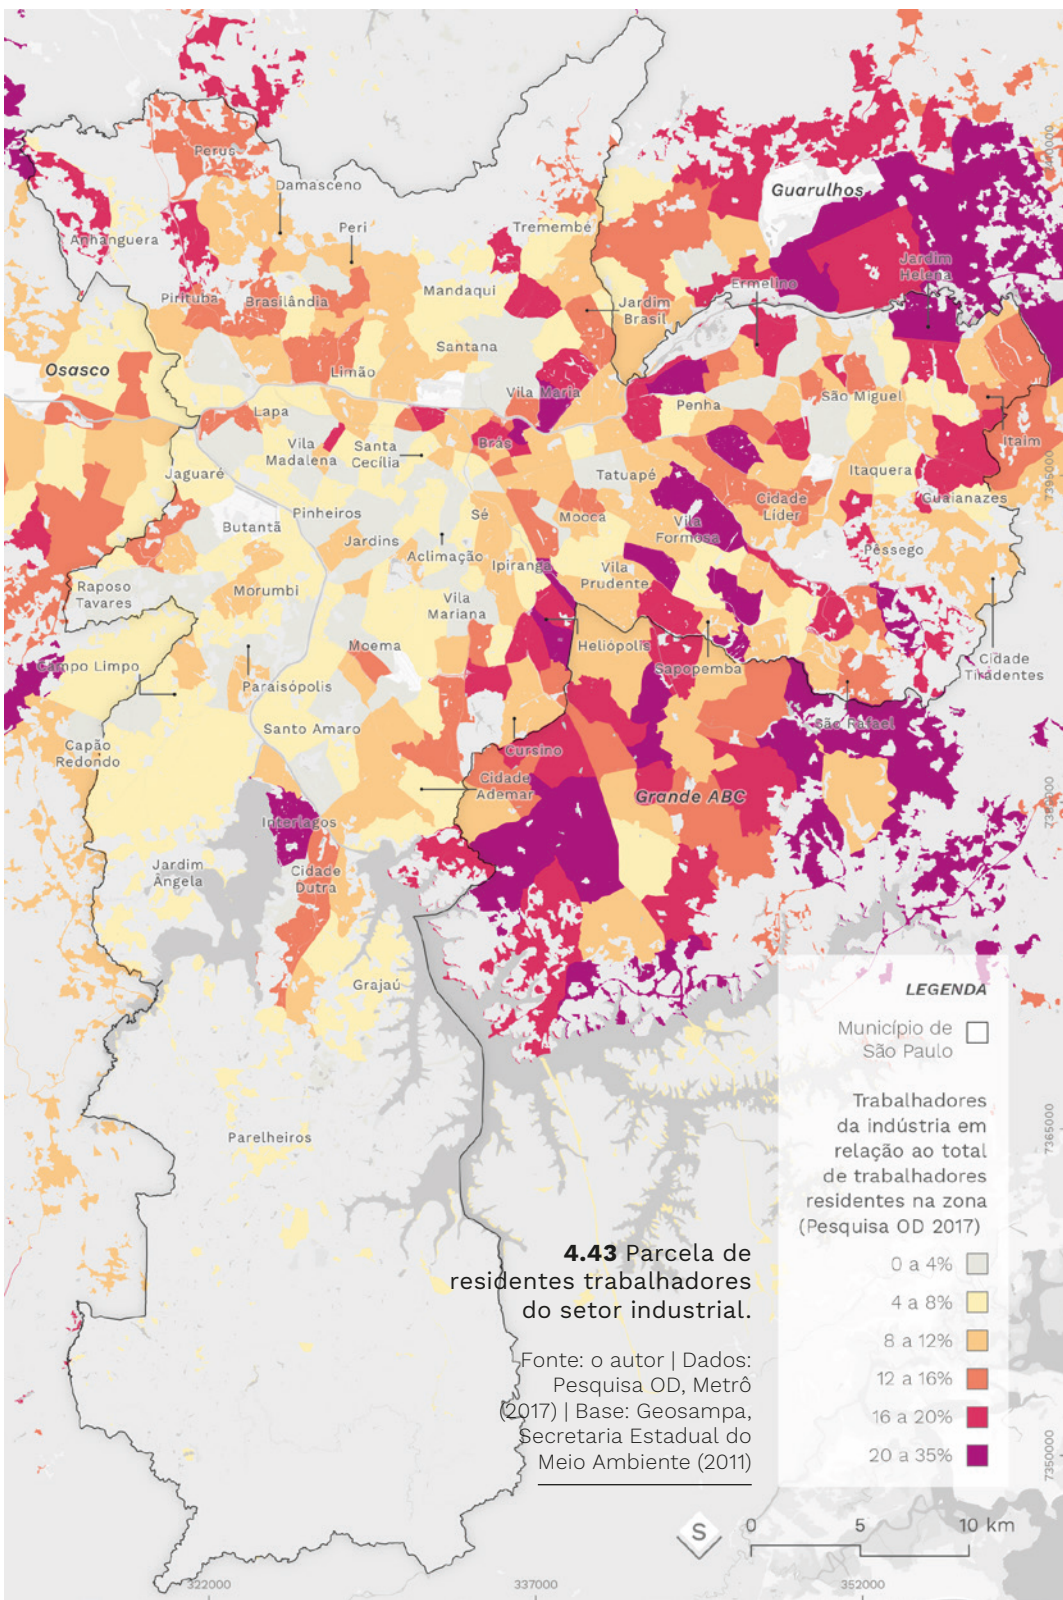 Perus
Damasceno
Peri
Tremembé
Guarulhos
7380000
Anhanguera
Mandaqui
Jardim
Helena
Ermelino
Pirituba
Brasilândia
Jardim
Brasil
Santana
Osasco
Limão
Vila Maria
Penha
São Miguel
Lapa
Vila
Madalena
Santa
Cecília
Brás
Itaim
Jaguaré
Tatuapé
Itaquera
7395000
Butantã
Pinheiros
Sé
Mooca
Cidade
Líder
Guaianazes
Jardins
Aclimação
Vila
Formosa
Ipiranga
Pêssego
Raposo
Tavares
Morumbi
Vila
Mariana
Vila
Prudente
Moema
Heliópolis
Campo Limpo
Sapopemba
Cidade
Tiradentes
Paraisópolis
Santo Amaro
São Rafael
Capão
Redondo
Cursino
Cidade
Ademar
Grande ABC
Interlagos
Jardim
Ângela
Cidade
Dutra
Grajaú
Parelheiros
LEGENDA
Município de
São Paulo
Trabalhadores
da indústria em
relação ao total
de trabalhadores
residentes na zona
(Pesquisa OD 2017)
0 a 4%
4 a 8%
8 a 12%
12 a 16%
16 a 20%
20 a 35%
7365000
7350000
4.43 Parcela de
residentes trabalhadores
do setor industrial.
Fonte: o autor | Dados:
Pesquisa OD, Metrô
(2017) | Base: Geosampa,
Secretaria Estadual do
Meio Ambiente (2011)
S
0 5 10 km
322000 337000 352000